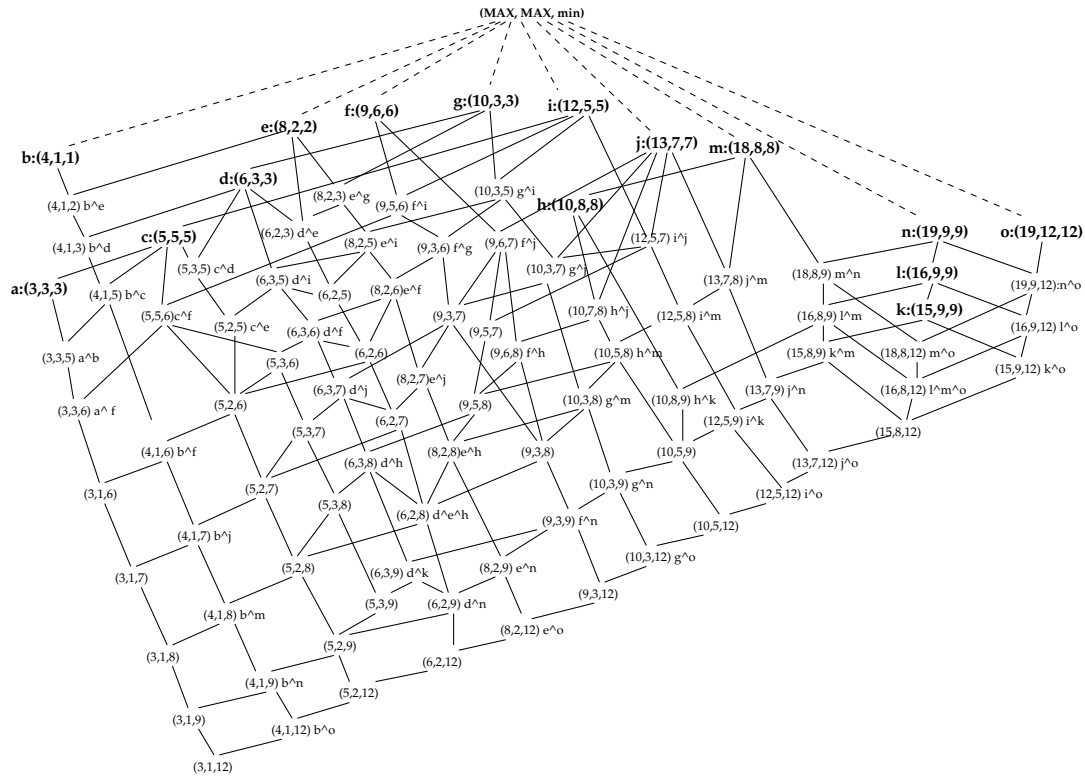 (MAX, MAX, min)
g:(10,3,3)
i:(12,5,5)
f:(9,6,6)
e:(8,2,2)
j:(13,7,7)
m:(18,8,8)
b:(4,1,1)
d:(6,3,3)
(8,2,3) e^g
(10,3,5) g^i
(4,1,2) b^e
(9,5,6) f^i
h:(10,8,8)
(6,2,3) d^e
c:(5,5,5)
n:(19,9,9)
o:(19,12,12)
(4,1,3) b^d
(8,2,5) e^i
(9,3,6) f^g
(9,6,7) f^j
(12,5,7) i^j
(5,3,5) c^d
(10,3,7) g^j
(18,8,9) m^n
l:(16,9,9)
a:(3,3,3)
(4,1,5) b^c
(6,3,5) d^i
(6,2,5)
(8,2,6)e^f
(13,7,8) j^m
(19,9,12):n^o
(5,5,6)c^f
(9,3,7)
(10,7,8) h^j
(12,5,8) i^m
(16,8,9) l^m
k:(15,9,9)
(5,2,5) c^e
(6,3,6) d^f
(9,5,7)
(16,9,12) l^o
(3,3,5) a^b
(5,3,6)
(6,2,6)
(9,6,8) f^h
(10,5,8) h^m
(15,8,9) k^m
(18,8,12) m^o
(15,9,12) k^o
(8,2,7)e^j
(6,3,7) d^j
(13,7,9) j^n
(16,8,12) l^m^o
(3,3,6) a^ f
(5,2,6)
(9,5,8)
(10,3,8) g^m
(10,8,9) h^k
(6,2,7)
(12,5,9) i^k
(5,3,7)
(15,8,12)
(4,1,6) b^f
(6,3,8) d^h
(8,2,8)e^h
(9,3,8)
(10,5,9)
(13,7,12) j^o
(3,1,6)
(5,2,7)
(10,3,9) g^n
(12,5,12) i^o
(5,3,8)
(6,2,8) d^e^h
(9,3,9) f^n
(10,5,12)
(4,1,7) b^j
(10,3,12) g^o
(3,1,7)
(5,2,8)
(6,3,9) d^k
(8,2,9) e^n
(9,3,12)
(5,3,9)
(6,2,9) d^n
(4,1,8) b^m
(8,2,12) e^o
(3,1,8)
(5,2,9)
(6,2,12)
(4,1,9) b^n
(5,2,12)
(3,1,9)
(4,1,12) b^o
(3,1,12)